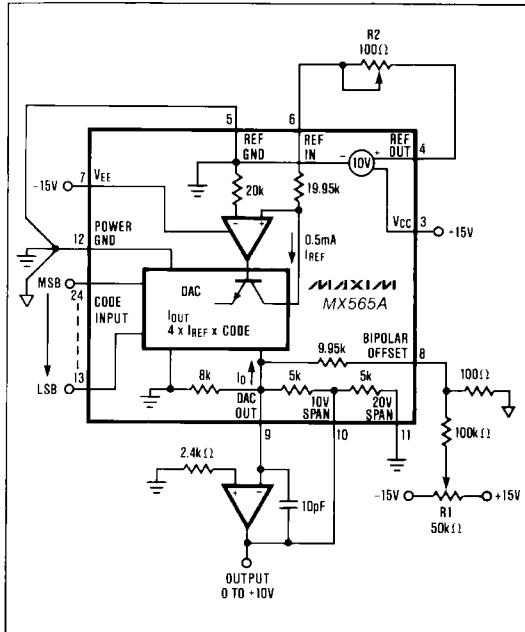 R2
100Ω
5
6
REF
GND
REF
IN
REF
OUT
4
- 10V +
-15V
7
VEE
20k
19.95k
VCC
3
+15V
- +
12
POWER
GND
0.5mA
IREF
MAXIM
MX565A
MSB
24
CODE
INPUT
DAC
IOUT
4 x IREF x CODE
BIPOLAR
OFFSET
8
9.95k
13
LSB
8k
IO
DAC
OUT
5k
10V
SPAN
5k
20V
SPAN
100Ω
9
10
11
100kΩ
2.4kΩ
+ -
10pF
-15V
+15V
R1
50kΩ
OUTPUT
0 TO +10V